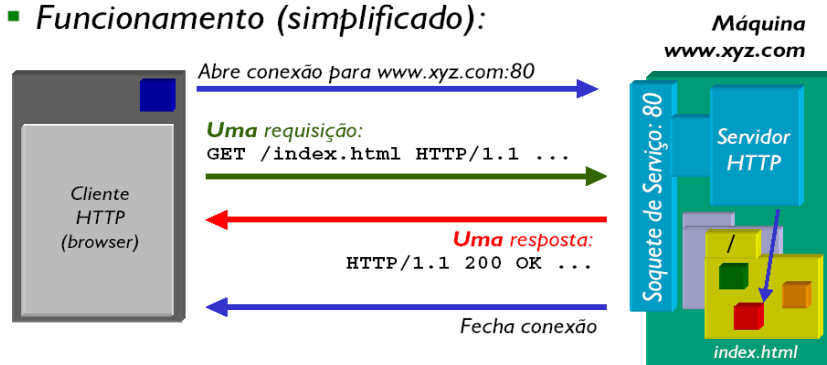 ▪ Funcionamento (simplificado):
Máquina
www.xyz.com
Abre conexão para www.xyz.com:80
Uma requisição:
GET /index.html HTTP/1.1 ...
Cliente
HTTP
(browser)
Uma resposta:
HTTP/1.1 200 OK ...
Fecha conexão
Soquete de Serviço: 80
Servidor
HTTP
/
index.html